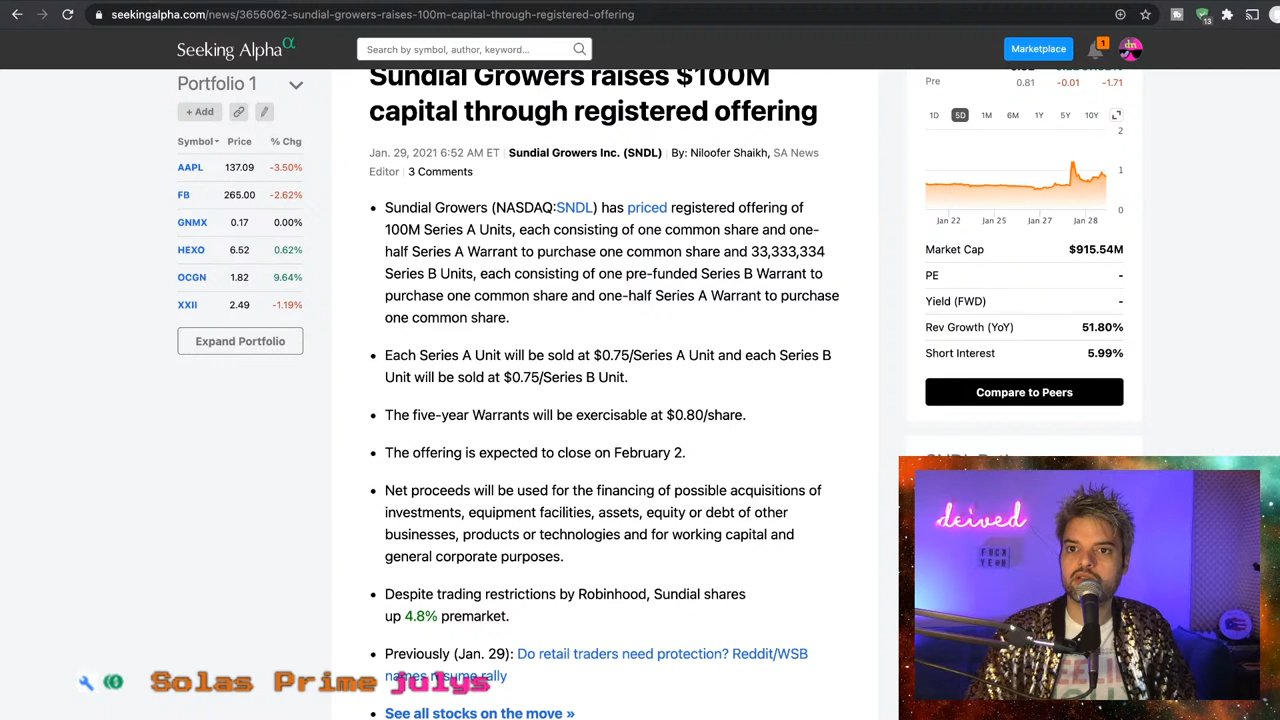 seekingalpha.com/news/3656062-sundial-growers-raises-100m-capital-through-registered-offering
13
Seeking Alpha α
Search by symbol, author, keyword...
Marketplace
1
Portfolio 1
+ Add
Symbol Price % Chg
AAPL 137.09 -3.50%
FB 265.00 -2.62%
GNMX 0.17 0.00%
HEXO 6.52 0.62%
OCGN 1.82 9.64%
XXII 2.49 -1.19%
Expand Portfolio
Sundial Growers raises $100M
capital through registered offering
Jan. 29, 2021 6:52 AM ET | Sundial Growers Inc. (SNDL) | By: Niloofer Shaikh, SA News
Editor | 3 Comments
• Sundial Growers (NASDAQ:SNDL) has priced registered offering of
100M Series A Units, each consisting of one common share and one-
half Series A Warrant to purchase one common share and 33,333,334
Series B Units, each consisting of one pre-funded Series B Warrant to
purchase one common share and one-half Series A Warrant to purchase
one common share.
• Each Series A Unit will be sold at $0.75/Series A Unit and each Series B
Unit will be sold at $0.75/Series B Unit.
• The five-year Warrants will be exercisable at $0.80/share.
• The offering is expected to close on February 2.
• Net proceeds will be used for the financing of possible acquisitions of
investments, equipment facilities, assets, equity or debt of other
businesses, products or technologies and for working capital and
general corporate purposes.
• Despite trading restrictions by Robinhood, Sundial shares
up 4.8% premarket.
• Previously (Jan. 29): Do retail traders need protection? Reddit/WSB
names rally
• See all stocks on the move »
Pre 0.81 -0.01 -1.71
1D 5D 1M 6M 1Y 5Y 10Y
2
1
0
Jan 22 Jan 25 Jan 27 Jan 28
Market Cap $915.54M
PE -
Yield (FWD) -
Rev Growth (YoY) 51.80%
Short Interest 5.99%
Compare to Peers
deived
FUCK
YEAH
Solas Prime julys